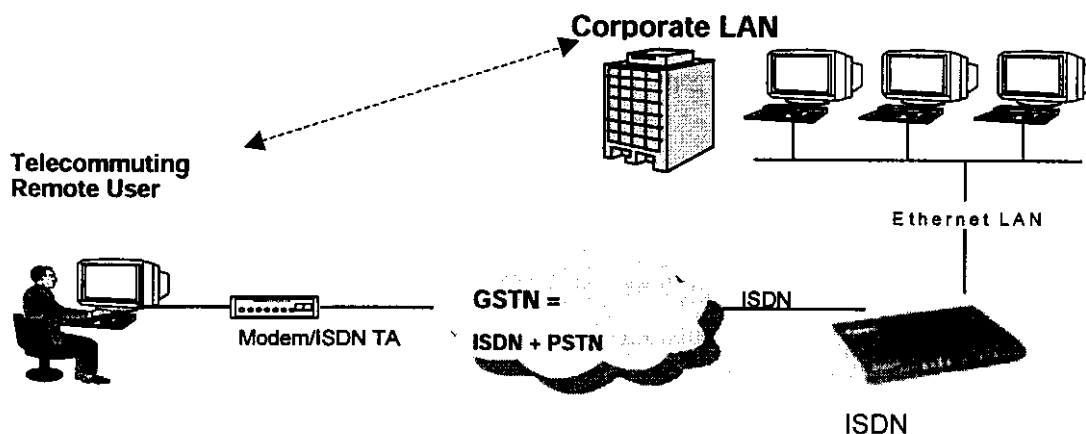 Corporate LAN
Telecommuting
Remote User
Ethernet LAN
Modem/ISDN TA
GSTN =
ISDN + PSTN
ISDN
ISDN